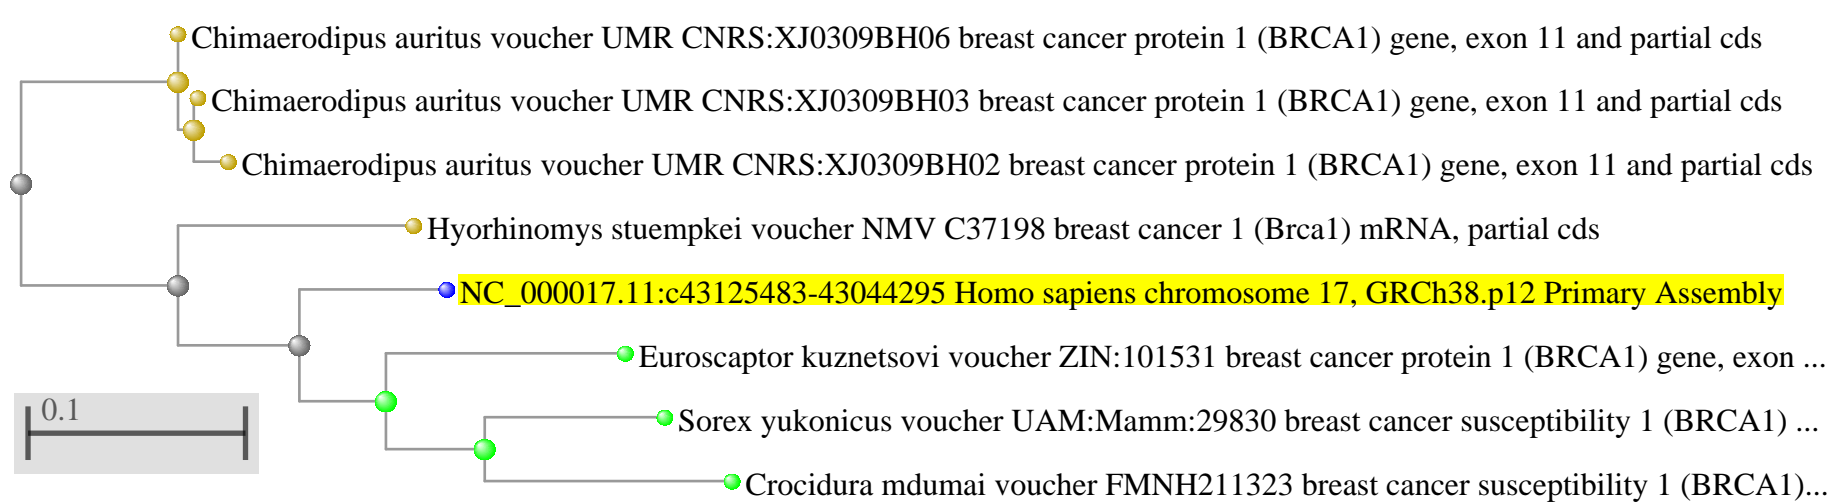 Chimaerodipus auritus voucher UMR CNRS:XJ0309BH06 breast cancer protein 1 (BRCA1) gene, exon 11 and partial cds
Chimaerodipus auritus voucher UMR CNRS:XJ0309BH03 breast cancer protein 1 (BRCA1) gene, exon 11 and partial cds
Chimaerodipus auritus voucher UMR CNRS:XJ0309BH02 breast cancer protein 1 (BRCA1) gene, exon 11 and partial cds
Hyorhinomys stuempkei voucher NMV C37198 breast cancer 1 (Brca1) mRNA, partial cds
NC_000017.11:c43125483-43044295 Homo sapiens chromosome 17, GRCh38.p12 Primary Assembly
Euroscaptor kuznetsovi voucher ZIN:101531 breast cancer protein 1 (BRCA1) gene, exon ...
0.1
Sorex yukonicus voucher UAM:Mamm:29830 breast cancer susceptibility 1 (BRCA1) ...
Crocidura mdumai voucher FMNH211323 breast cancer susceptibility 1 (BRCA1)...